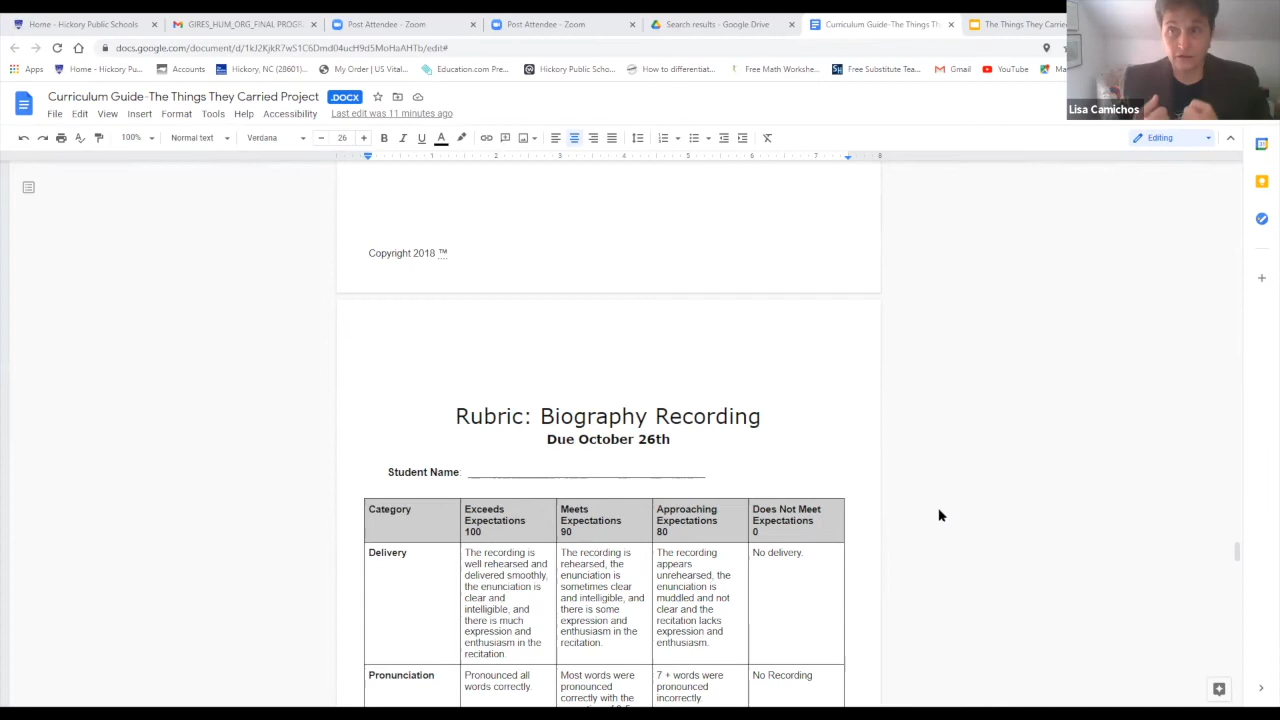 Home - Hickory Public Schools
GIRES_HUM_ORG_FINAL PROGR
Post Attendee - Zoom
Post Attendee - Zoom
Search results - Google Drive
Curriculum Guide-The Things Th
The Things They Carrie
docs.google.com/document/d/1kJ2KjkR7wS1C6Dmd04ucH9d5MoHaAHTb/edit#
Apps
Home - Hickory Pu...
Accounts
Hickory, NC (28601)...
My Order | US Vital...
Education.com Pre...
Hickory Public Scho...
How to differentiat...
Free Math Workshe...
Free Substitute Tea...
Gmail
YouTube
Lisa Camichos
Curriculum Guide-The Things They Carried Project
.DOCX
File Edit View Insert Format Tools Help Accessibility
Last edit was 11 minutes ago
100%
Normal text
Verdana
26
B I U A
Editing
1 2 3 4 5 6 7 8
Copyright 2018 ™
Rubric: Biography Recording
Due October 26th
Student Name:
Category
Exceeds
Expectations
100
Meets
Expectations
90
Approaching
Expectations
80
Does Not Meet
Expectations
0
Delivery
The recording is
well rehearsed and
delivered smoothly,
the enunciation is
clear and
intelligible, and
there is much
expression and
enthusiasm in the
recitation.
The recording is
rehearsed, the
enunciation is
sometimes clear
and intelligible, and
there is some
expression and
enthusiasm in the
recitation.
The recording
appears
unrehearsed, the
enunciation is
muddled and not
clear and the
recitation lacks
expression and
enthusiasm.
No delivery.
Pronunciation
Pronounced all
words correctly
Most words were
pronounced
correctly with the
7 + words were
pronounced
incorrectly.
No Recording